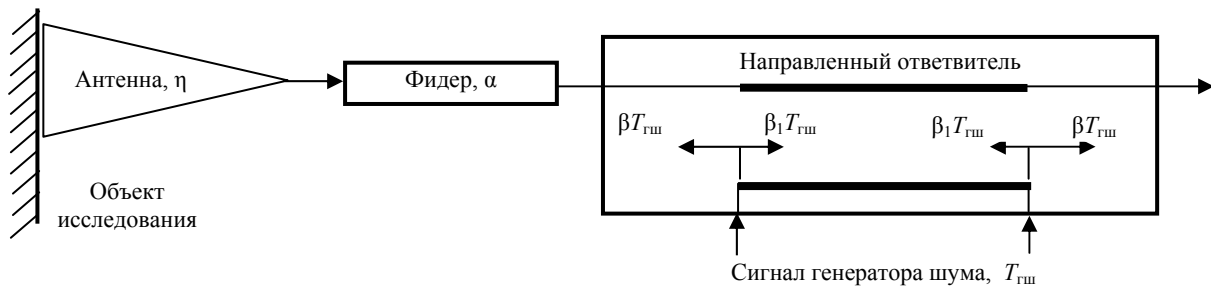 Антенна, η
Фидер, α
Направленный ответвитель
βTгш
β₁Tгш
β₁Tгш
βTгш
Объект
исследования
Сигнал генератора шума, Tгш